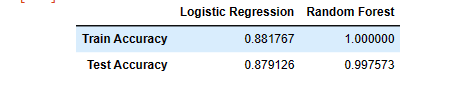 Logistic Regression Random Forest
Train Accuracy 0.881767 1.000000
Test Accuracy 0.879126 0.997573